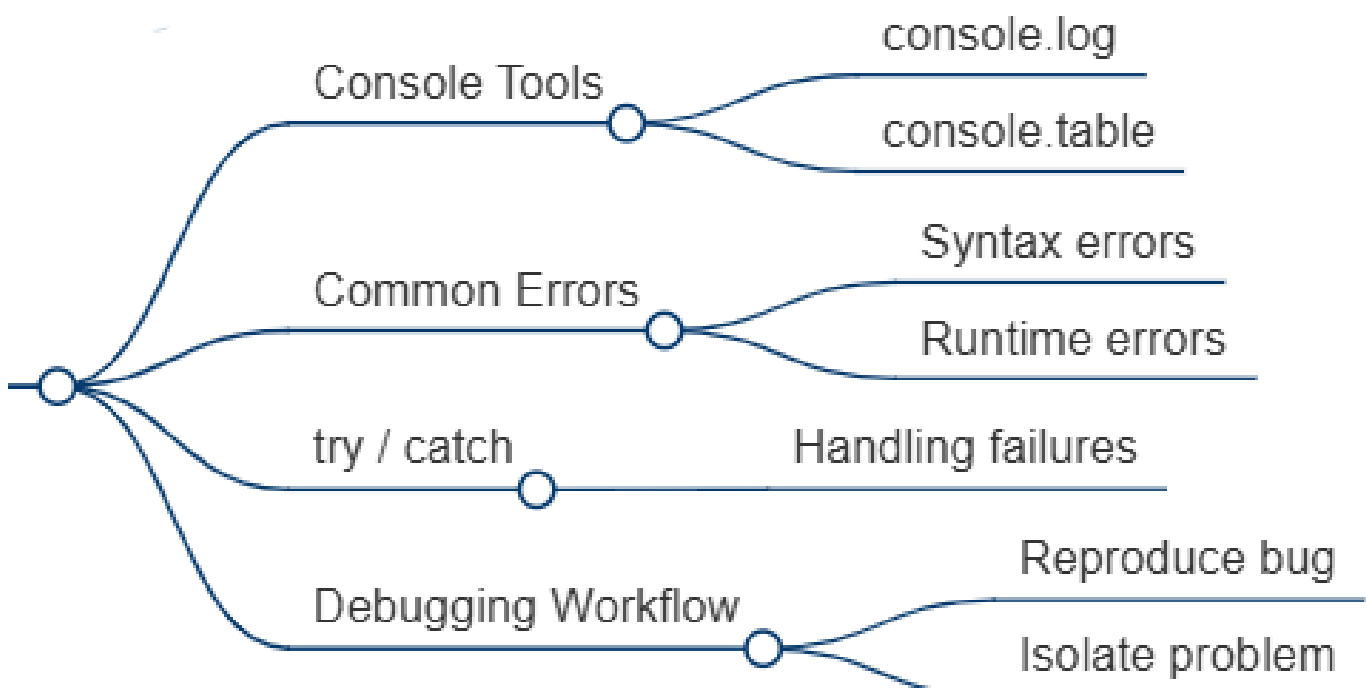 Console Tools
console.log
console.table
Common Errors
Syntax errors
Runtime errors
try / catch
Handling failures
Debugging Workflow
Reproduce bug
Isolate problem